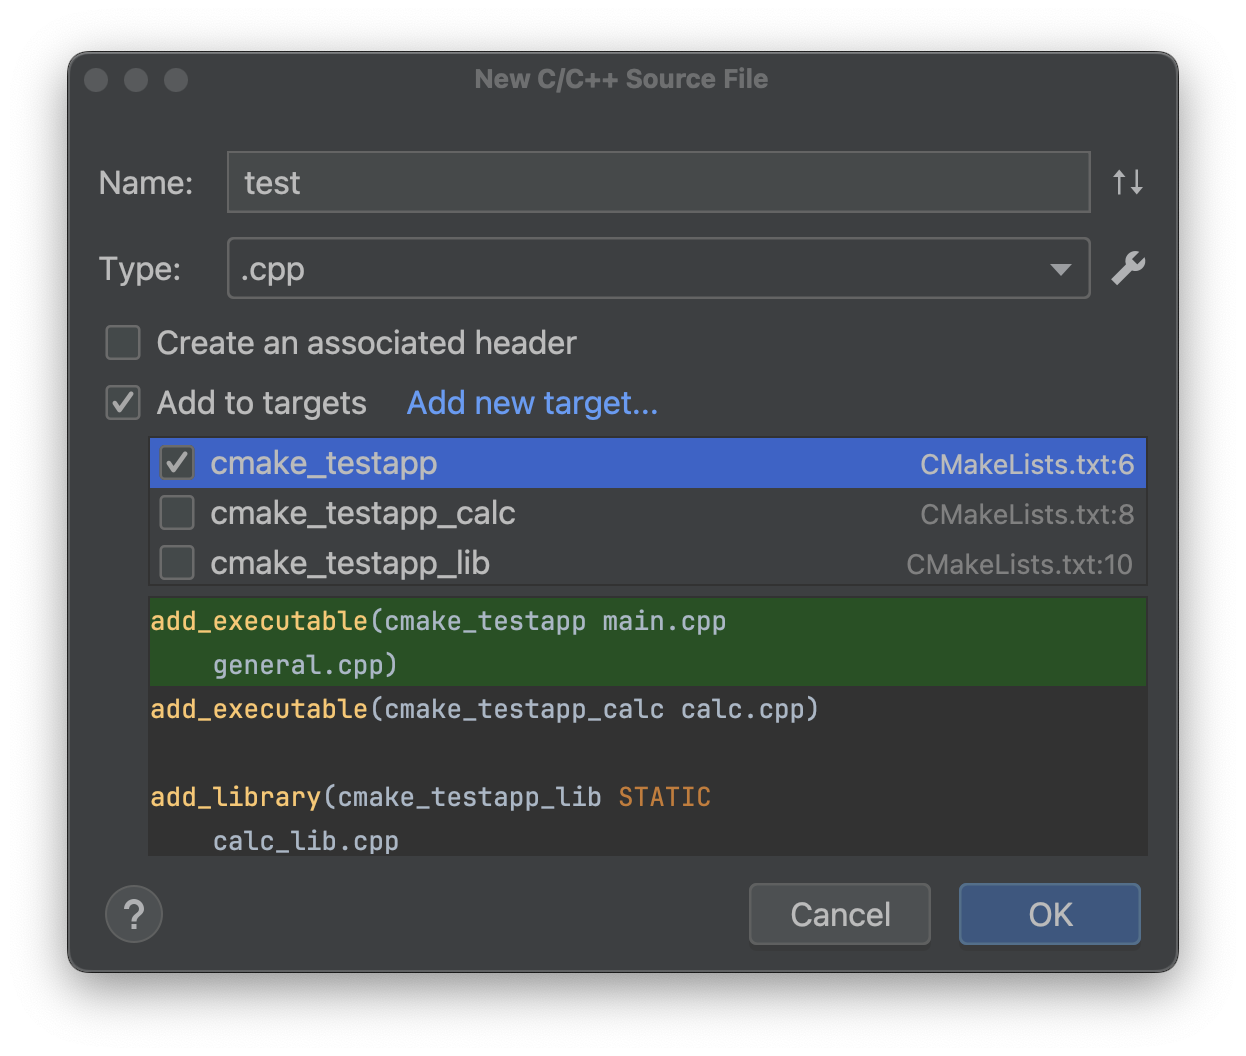 New C/C++ Source File
Name: test ↑↓
Type: .cpp
Create an associated header
Add to targets Add new target...
cmake_testapp CMakeLists.txt:6
cmake_testapp_calc CMakeLists.txt:8
cmake_testapp_lib CMakeLists.txt:10
add_executable(cmake_testapp main.cpp
general.cpp)
add_executable(cmake_testapp_calc calc.cpp)
add_library(cmake_testapp_lib STATIC
calc_lib.cpp
? Cancel OK